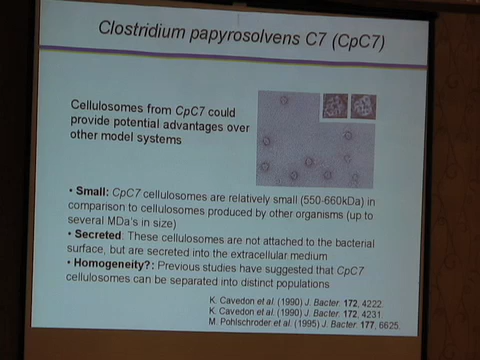 Clostridium papyrosolvens C7 (CpC7)
Cellulosomes from CpC7 could
provide potential advantages over
other model systems
• Small: CpC7 cellulosomes are relatively small (550-660kDa) in
comparison to cellulosomes produced by other organisms (up to
several MDa's in size)
• Secreted: These cellulosomes are not attached to the bacterial
surface, but are secreted into the extracellular medium
• Homogeneity?: Previous studies have suggested that CpC7
cellulosomes can be separated into distinct populations
K. Cavedon et al. (1990) J. Bacter. 172, 4222.
K. Cavedon et al. (1990) J. Bacter. 172, 4231.
M. Pohlschroder et al. (1995) J. Bacter. 177, 6625.